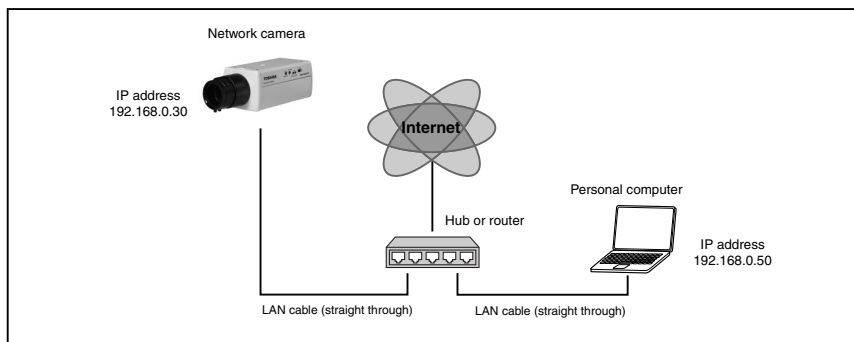 Network camera
IP address
192.168.0.30
TOSHIBA
Internet
Personal computer
Hub or router
IP address
192.168.0.50
LAN cable (straight through)
LAN cable (straight through)